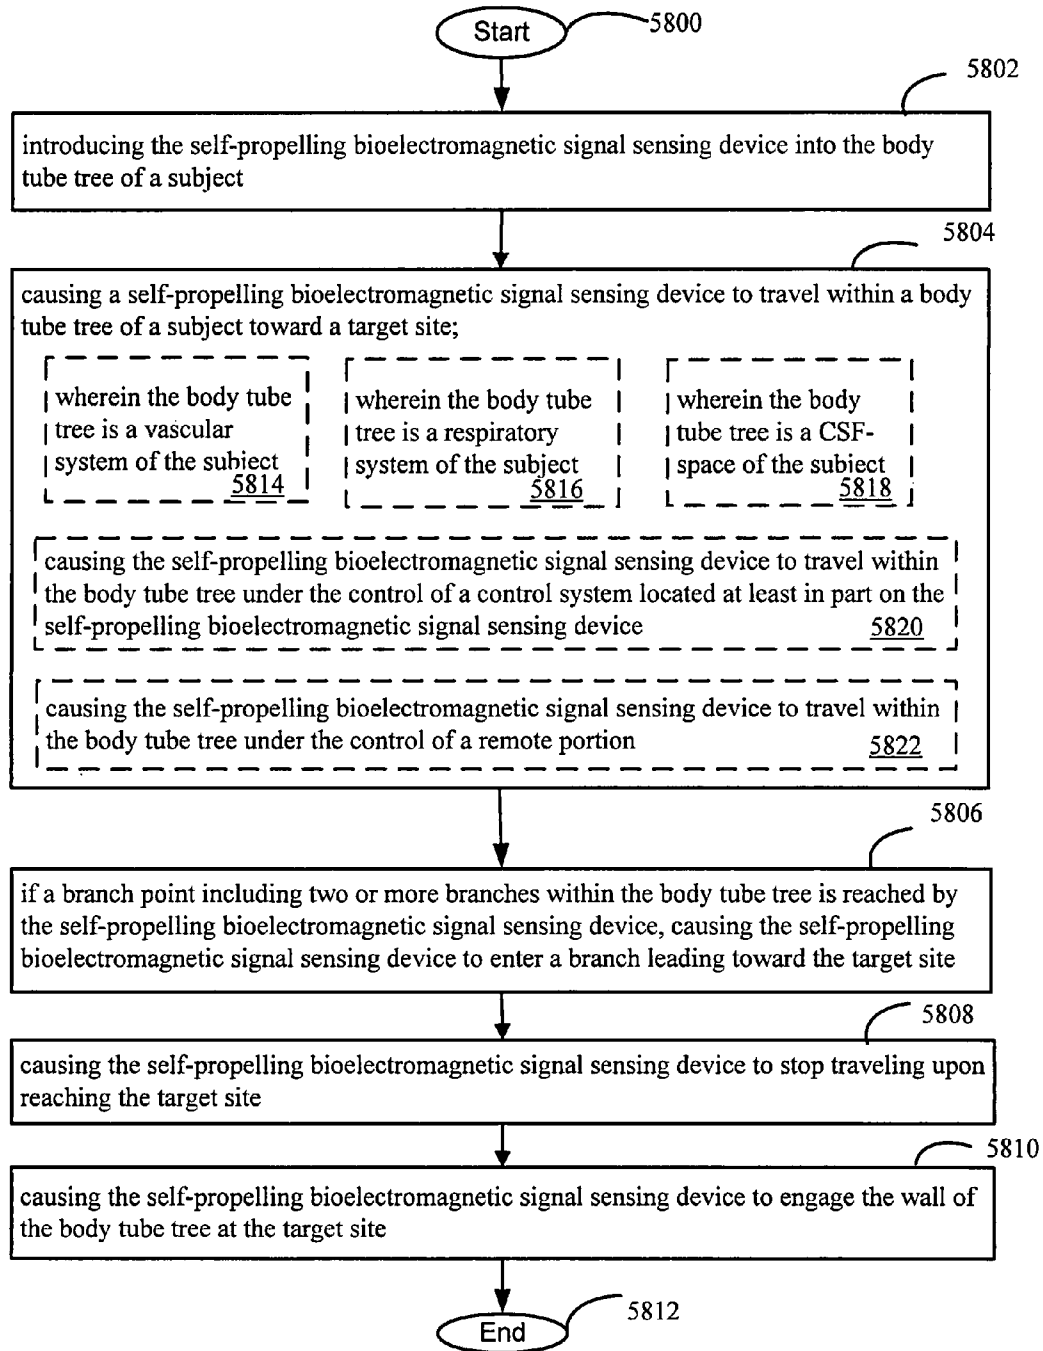 Start
5800
5802
introducing the self-propelling bioelectromagnetic signal sensing device into the body
tube tree of a subject
5804
causing a self-propelling bioelectromagnetic signal sensing device to travel within a body
tube tree of a subject toward a target site;
wherein the body tube
tree is a vascular
system of the subject
5814
wherein the body tube
tree is a respiratory
system of the subject
5816
wherein the body
tube tree is a CSF-
space of the subject
5818
causing the self-propelling bioelectromagnetic signal sensing device to travel within
the body tube tree under the control of a control system located at least in part on the
self-propelling bioelectromagnetic signal sensing device 5820
causing the self-propelling bioelectromagnetic signal sensing device to travel within
the body tube tree under the control of a remote portion 5822
5806
if a branch point including two or more branches within the body tube tree is reached by
the self-propelling bioelectromagnetic signal sensing device, causing the self-propelling
bioelectromagnetic signal sensing device to enter a branch leading toward the target site
5808
causing the self-propelling bioelectromagnetic signal sensing device to stop traveling upon
reaching the target site
5810
causing the self-propelling bioelectromagnetic signal sensing device to engage the wall of
the body tube tree at the target site
End
5812